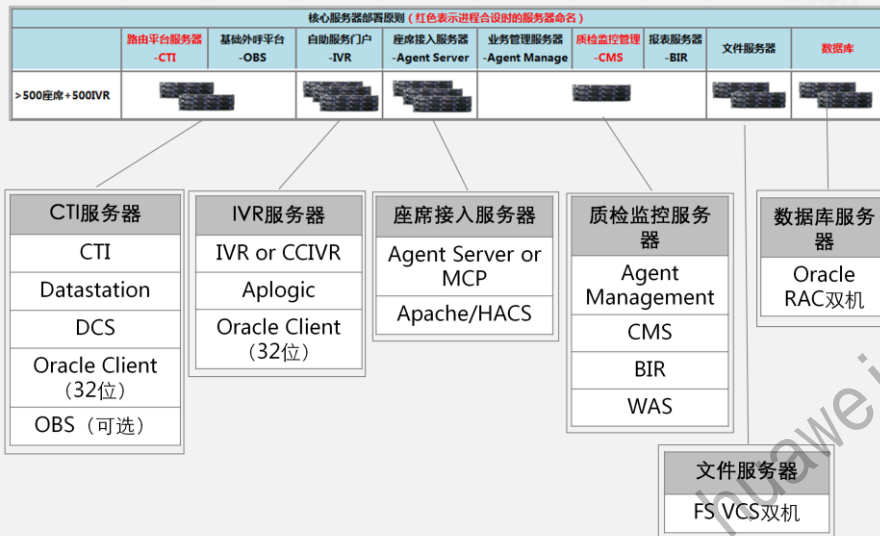 核心服务器部署原则（红色表示进程合设时的服务器命名）
路由平台服务器
-CTI
基础外呼平台
-OBS
自助服务门户
-IVR
座席接入服务器
-Agent Server
业务管理服务器
-Agent Manage
质检监控管理
-CMS
报表服务器
-BIR
文件服务器
数据库
>500座席+500IVR
CTI服务器
CTI
Datastation
DCS
Oracle Client
（32位）
OBS（可选）
IVR服务器
IVR or CCIVR
Aplogic
Oracle Client
（32位）
座席接入服务器
Agent Server or
MCP
Apache/HACS
质检监控服务
器
Agent
Management
CMS
BIR
WAS
数据库服务
器
Oracle
RAC双机
文件服务器
FS VCS双机
huawei